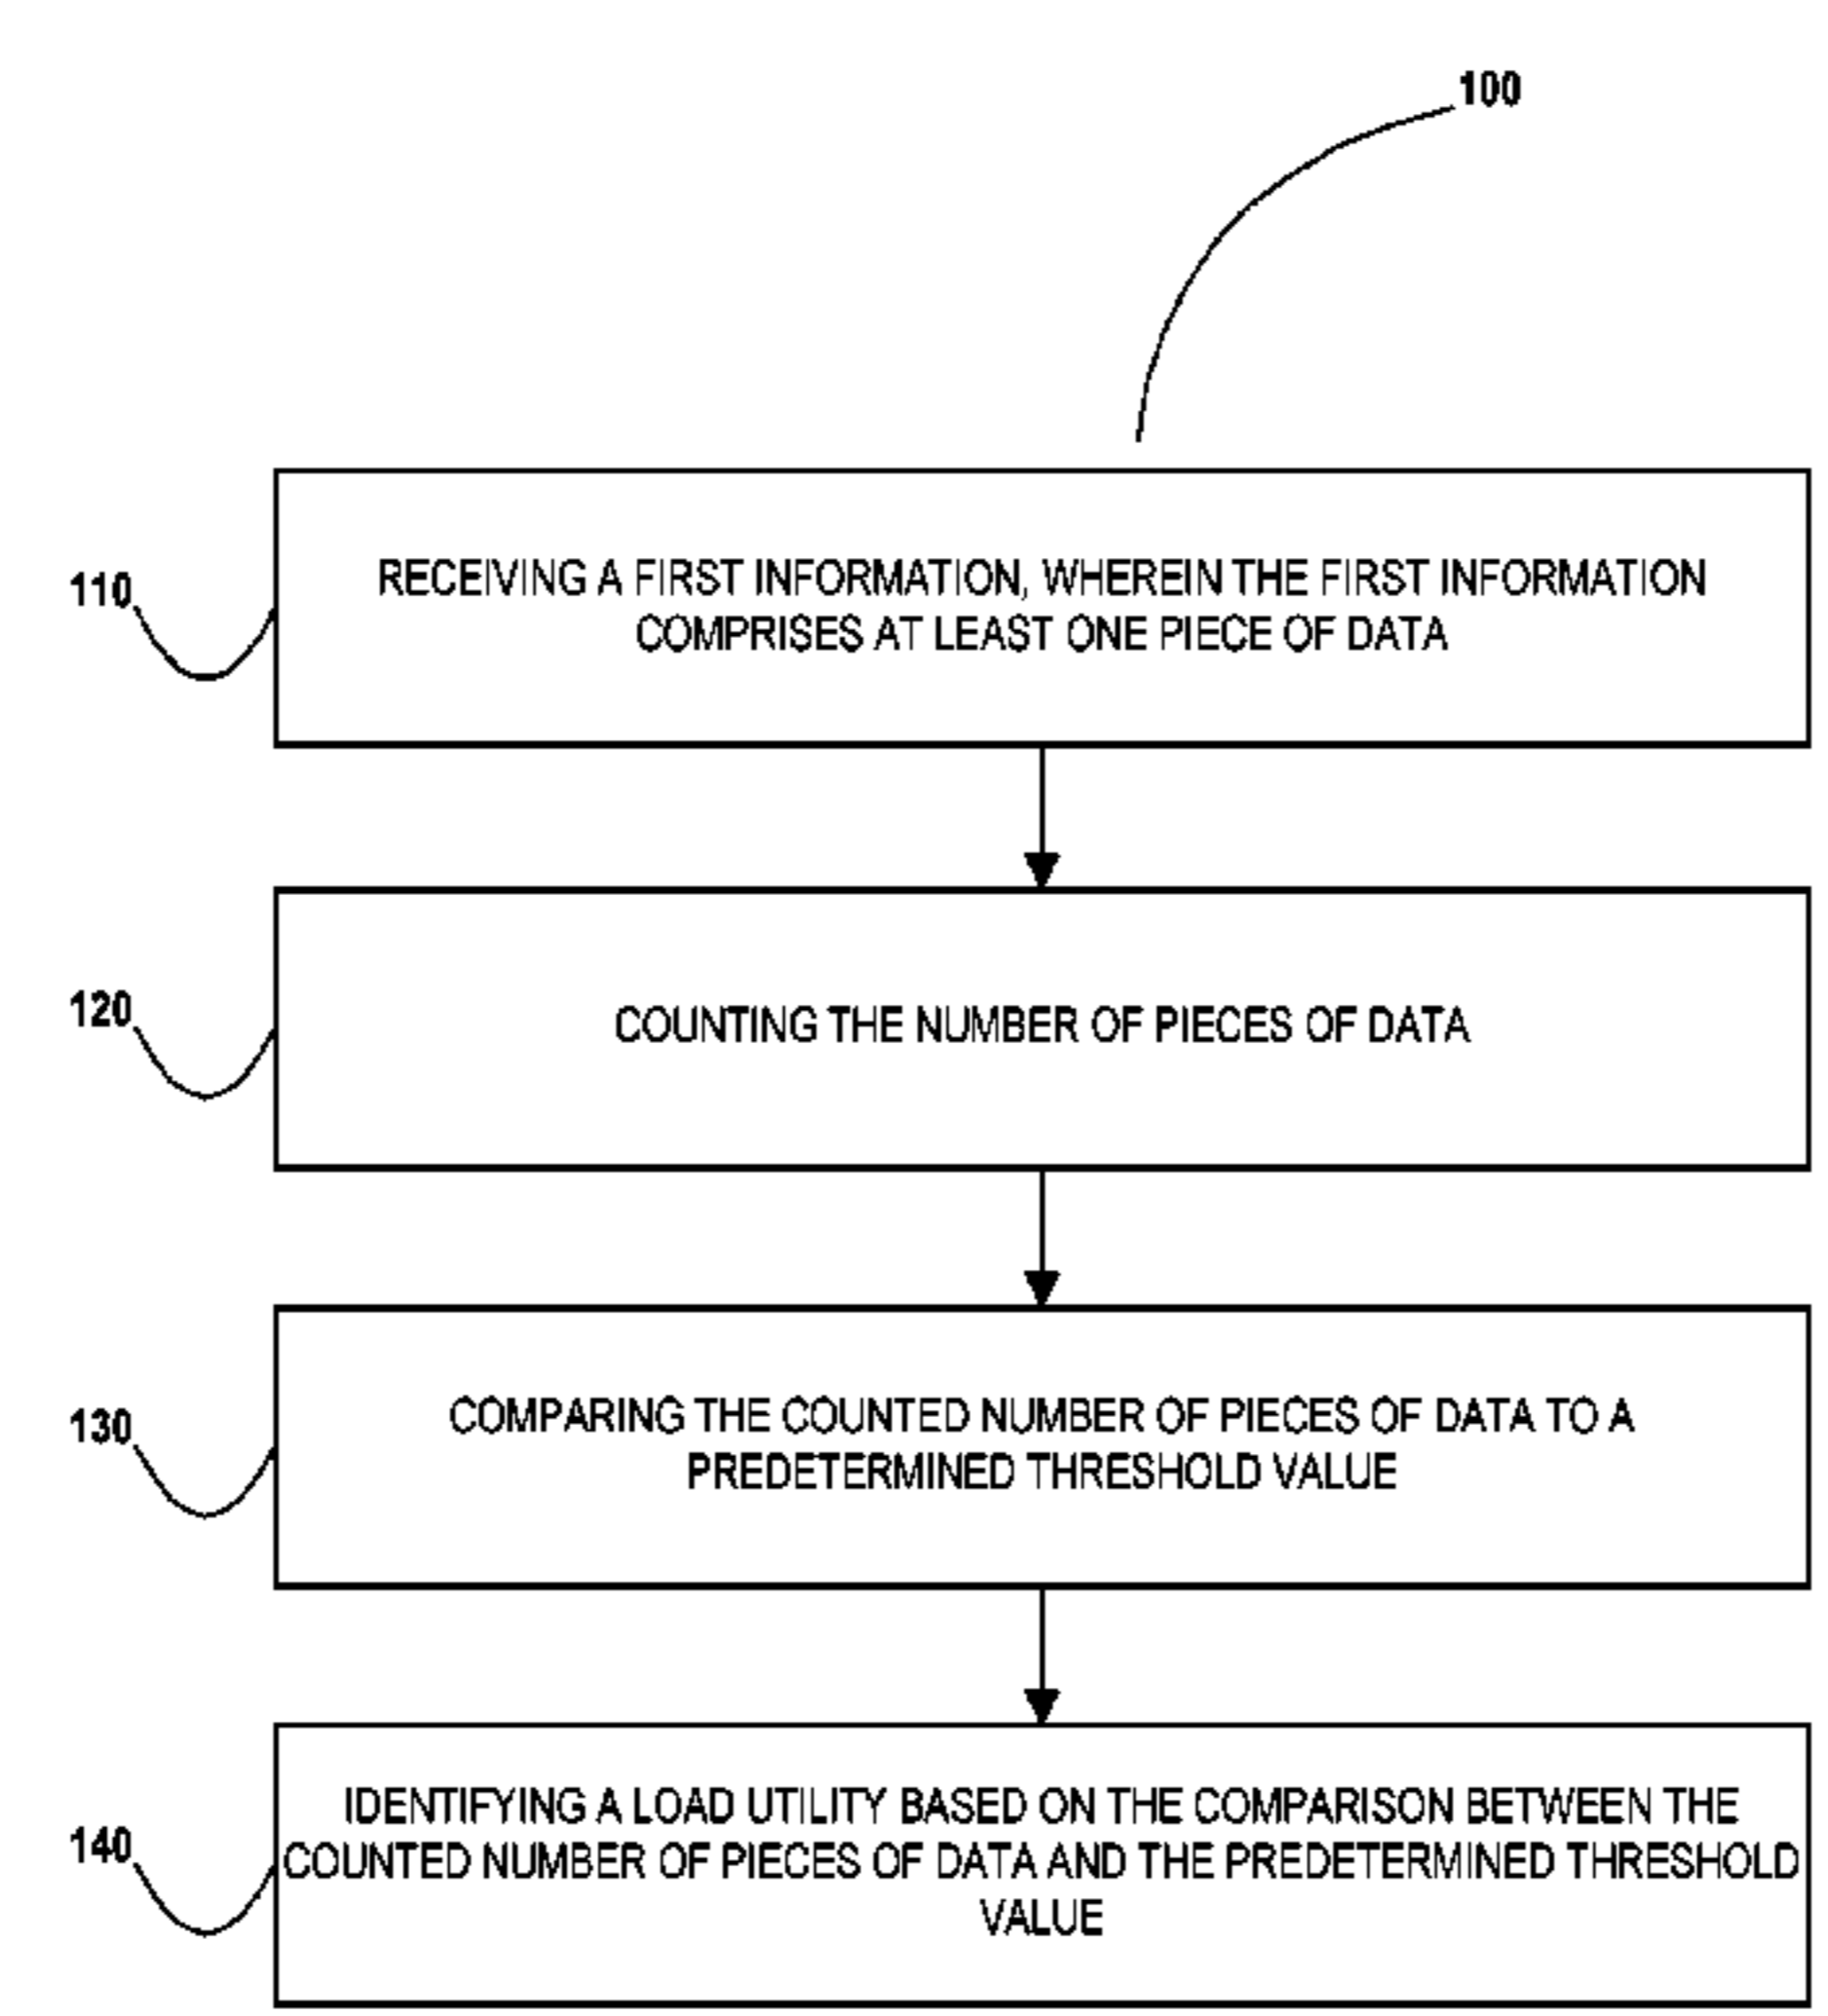 100
110
RECEIVING A FIRST INFORMATION, WHEREIN THE FIRST INFORMATION
COMPRISES AT LEAST ONE PIECE OF DATA
120
COUNTING THE NUMBER OF PIECES OF DATA
130
COMPARING THE COUNTED NUMBER OF PIECES OF DATA TO A
PREDETERMINED THRESHOLD VALUE
140
IDENTIFYING A LOAD UTILITY BASED ON THE COMPARISON BETWEEN THE
COUNTED NUMBER OF PIECES OF DATA AND THE PREDETERMINED THRESHOLD
VALUE